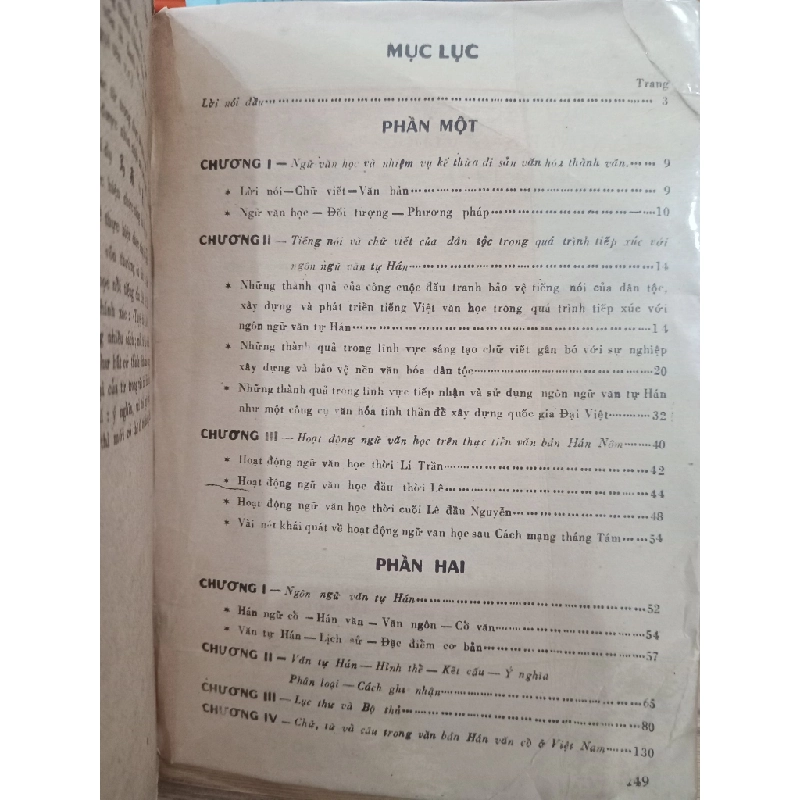 MỤC LỤC
Trang
Lời nói đầu 3
PHẦN MỘT
CHƯƠNG I — Ngữ văn học và nhiệm vụ kế thừa di sản văn hóa thành văn. 9
* Lời nói — Chữ viết — Văn bản 9
* Ngữ văn học — Đối tượng — Phương pháp 10
CHƯƠNG II — Tiếng nói và chữ viết của dân tộc trong quá trình tiếp xúc với
ngôn ngữ văn tự Hán 14
* Những thành quả của công cuộc đấu tranh bảo vệ tiếng nói của dân tộc,
xây dựng và phát triển tiếng Việt văn học trong quá trình tiếp xúc với
ngôn ngữ văn tự Hán 14
* Những thành quả trong lĩnh vực sáng tạo chữ viết gắn bó với sự nghiệp
xây dựng và bảo vệ nền văn hóa dân tộc 20
* Những thành quả trong lĩnh vực tiếp nhận và sử dụng ngôn ngữ văn tự Hán
như một công cụ văn hóa tinh thần để xây dựng quốc gia Đại Việt 32
CHƯƠNG III — Hoạt động ngữ văn học trên thực tiễn văn bản Hán Nôm 40
* Hoạt động ngữ văn học thời Lí Trần 42
* Hoạt động ngữ văn học đầu thời Lê 44
* Hoạt động ngữ văn học thời cuối Lê đầu Nguyễn 48
* Vài nét khái quát về hoạt động ngữ văn học sau Cách mạng tháng Tám 54
PHẦN HAI
CHƯƠNG I — Ngôn ngữ văn tự Hán 52
* Hán ngữ cổ — Hán văn — Văn ngôn — Cổ văn 54
* Văn tự Hán — Lịch sử — Đặc điểm cơ bản 57
CHƯƠNG II — Văn tự Hán — Hình thể — Kết cấu — Ý nghĩa
Phân loại — Cách ghi nhận 65
CHƯƠNG III — Lục thư và Bộ thủ 80
CHƯƠNG IV — Chữ, từ và câu trong văn bản Hán văn cổ ở Việt Nam 130
149